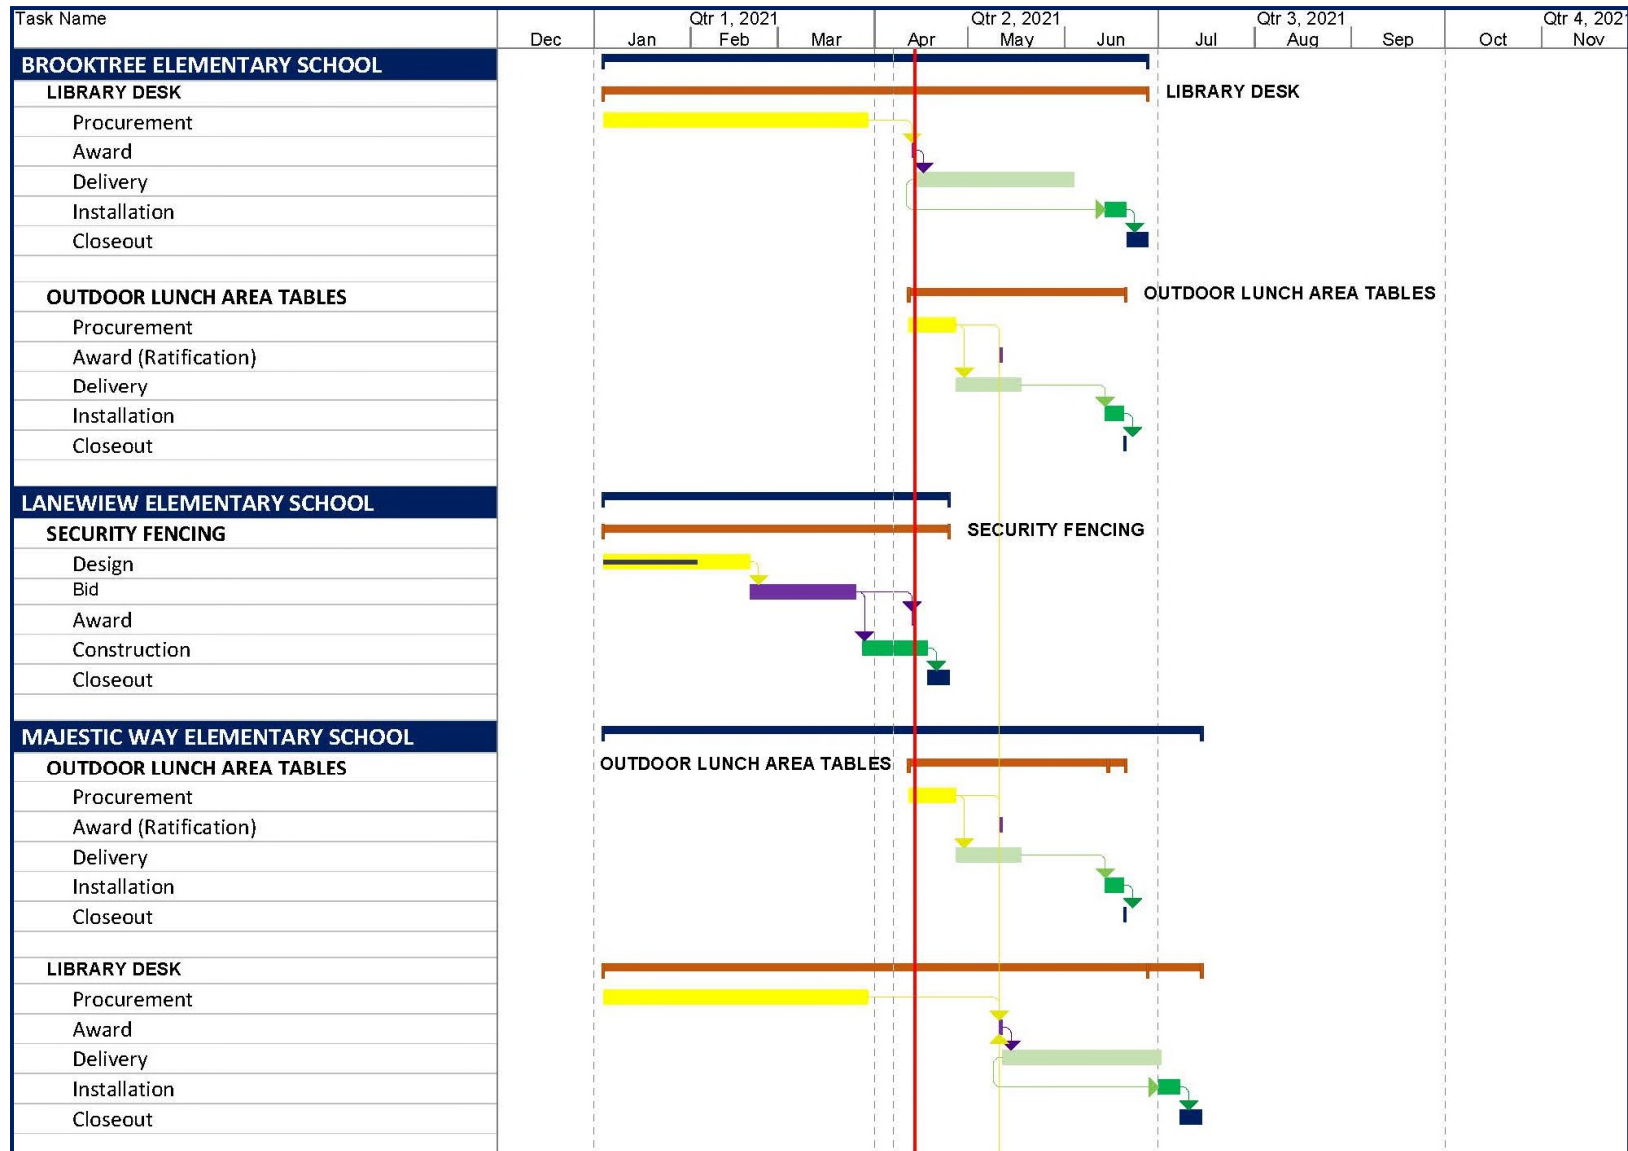 Task Name Qtr 1, 2021 Qtr 2, 2021 Qtr 3, 2021 Qtr 4, 2021
Dec Jan Feb Mar Apr May Jun Jul Aug Sep Oct Nov
BROOKTREE ELEMENTARY SCHOOL
LIBRARY DESK LIBRARY DESK
Procurement
Award
Delivery
Installation
Closeout
OUTDOOR LUNCH AREA TABLES OUTDOOR LUNCH AREA TABLES
Procurement
Award (Ratification)
Delivery
Installation
Closeout
LANEWIEW ELEMENTARY SCHOOL
SECURITY FENCING SECURITY FENCING
Design
Bid
Award
Construction
Closeout
MAJESTIC WAY ELEMENTARY SCHOOL
OUTDOOR LUNCH AREA TABLES OUTDOOR LUNCH AREA TABLES
Procurement
Award (Ratification)
Delivery
Installation
Closeout
LIBRARY DESK
Procurement
Award
Delivery
Installation
Closeout